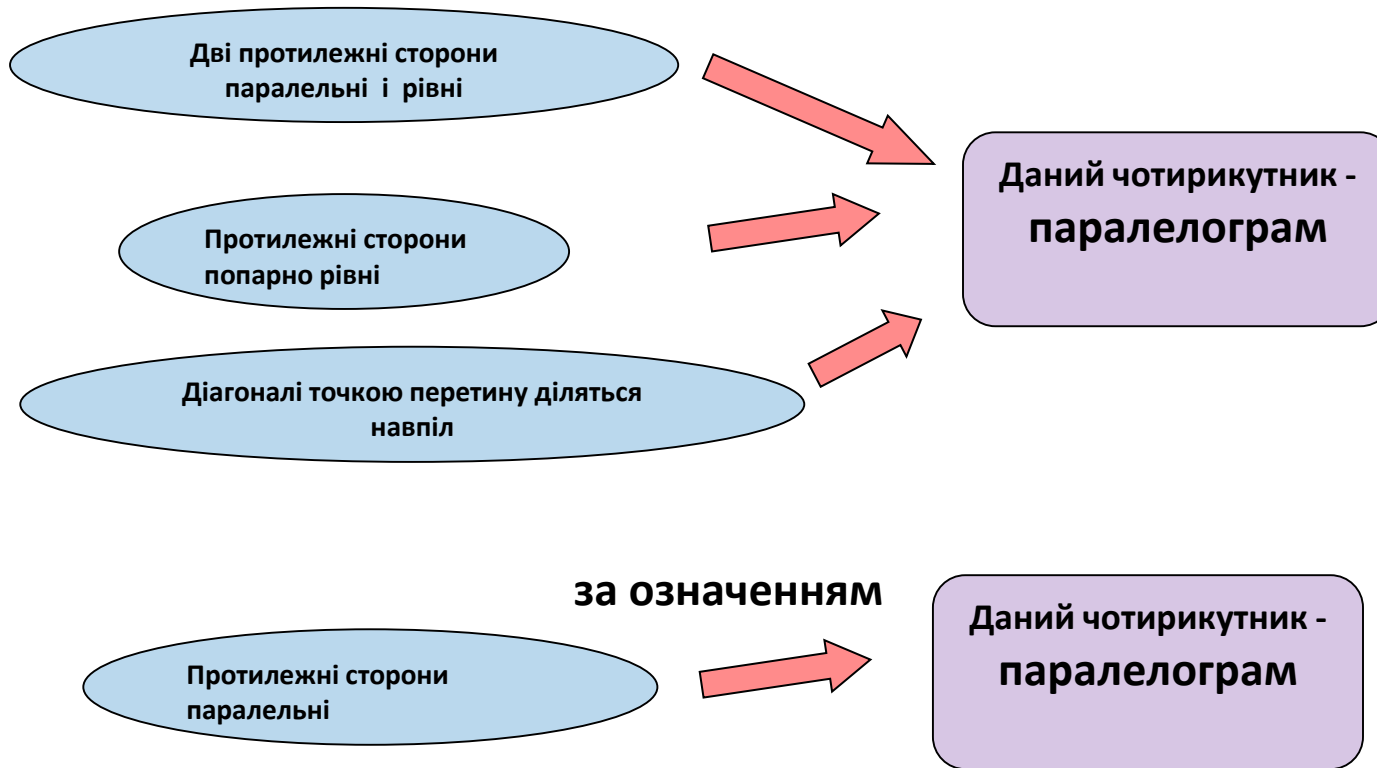 Дві протилежні сторони
паралельні і рівні
Даний чотирикутник -
паралелограм
Протилежні сторони
попарно рівні
Діагоналі точкою перетину діляться
навпіл
за означенням
Даний чотирикутник -
паралелограм
Протилежні сторони
паралельні